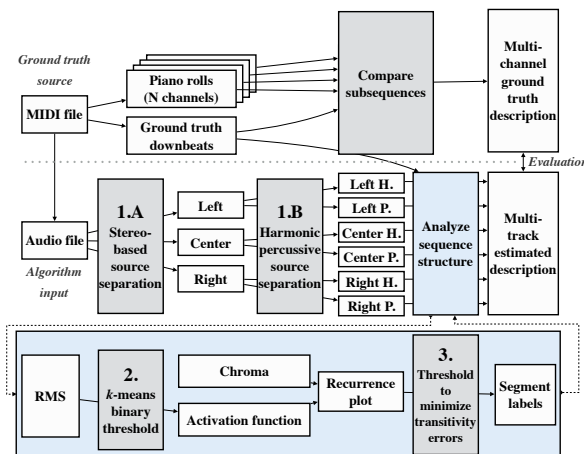 Ground truth
source
MIDI file
Piano rolls
(N channels)
Ground truth
downbeats
Compare
subsequences
Multi-
channel
ground
truth
description
Evaluation
Audio file
Algorithm
input
1.A
Stereo-
based
source
separation
Left
Center
Right
1.B
Harmonic
percussive
source
separation
Left H.
Left P.
Center H.
Center P.
Right H.
Right P.
Analyze
sequence
structure
Multi-
track
estimated
description
RMS
2.
k-means
binary
threshold
Chroma
Activation function
Recurrence
plot
3.
Threshold
to
minimize
transitivity
errors
Segment
labels